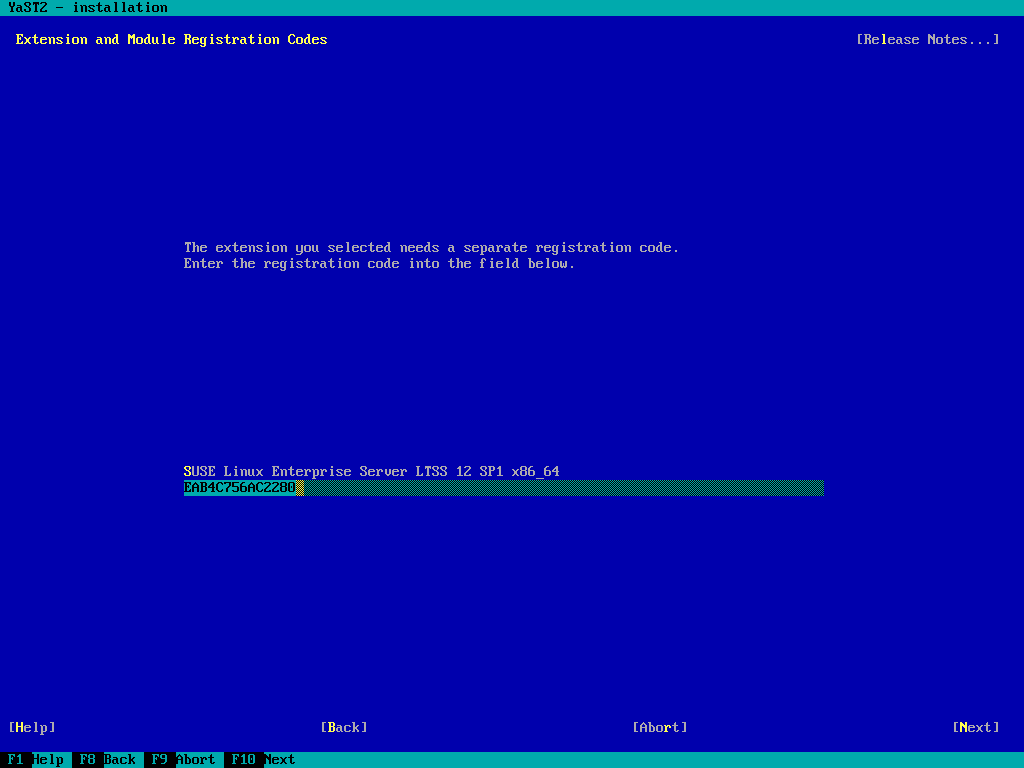 YaST2 - installation
Extension and Module Registration Codes [Release Notes...]
The extension you selected needs a separate registration code.
Enter the registration code into the field below.
SUSE Linux Enterprise Server LTSS 12 SP1 x86_64
EAB4C756AC2280
[Help] [Back] [Abort] [Next]
F1 Help F8 Back F9 Abort F10 Next